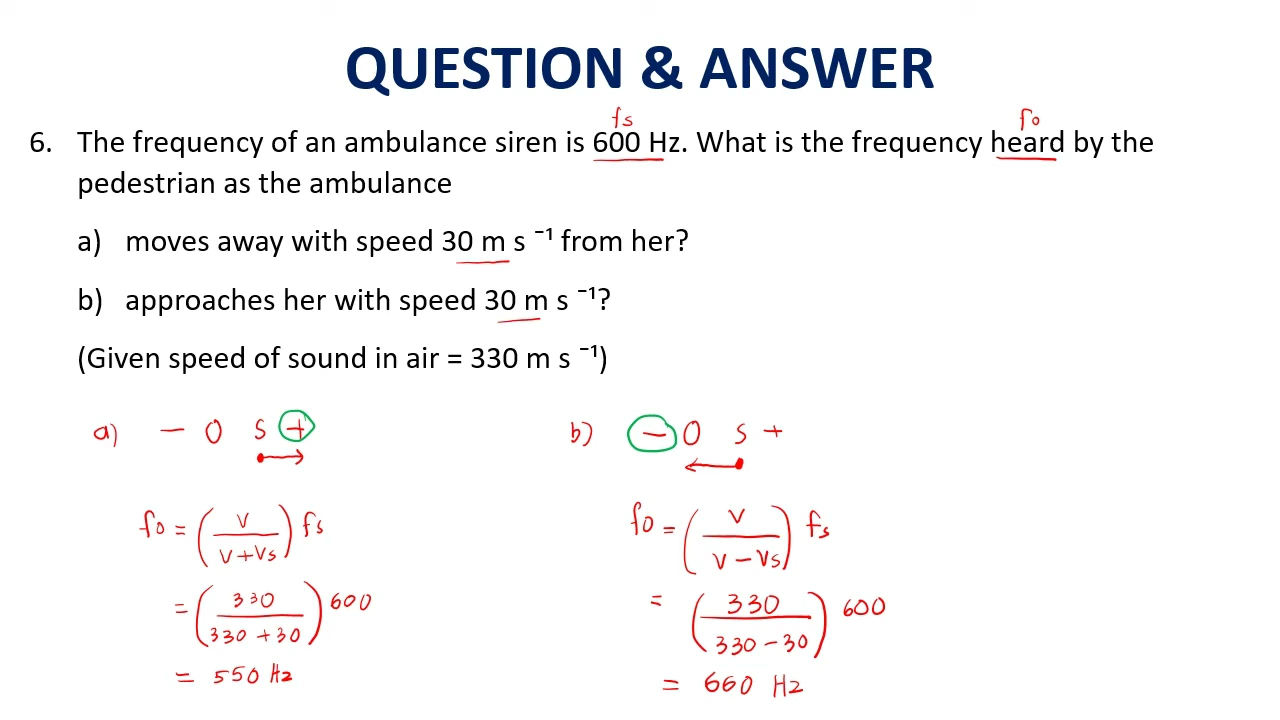 QUESTION & ANSWER
fs fo
6. The frequency of an ambulance siren is 600 Hz. What is the frequency heard by the
pedestrian as the ambulance
a) moves away with speed 30 m s ⁻¹ from her?
b) approaches her with speed 30 m s ⁻¹?
(Given speed of sound in air = 330 m s ⁻¹)
a) − O S +
fo = (v / (v + vs)) fs
= (330 / (330 + 30)) 600
= 550 Hz
b) − O S +
fo = (v / (v − vs)) fs
= (330 / (330 − 30)) 600
= 660 Hz